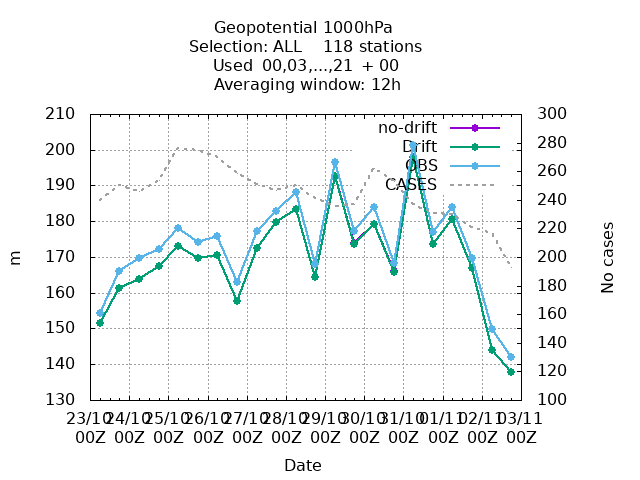 Geopotential 1000hPa
Selection: ALL 118 stations
Used 00,03,...,21 + 00
Averaging window: 12h
210
200
190
180
170
160
150
140
130
m
no-drift
Drift
OBS
CASES
300
280
260
240
220
200
180
160
140
120
100
No cases
23/10 24/10 25/10 26/10 27/10 28/10 29/10 30/10 31/10 01/11 02/11 03/11
00Z 00Z 00Z 00Z 00Z 00Z 00Z 00Z 00Z 00Z 00Z 00Z
Date